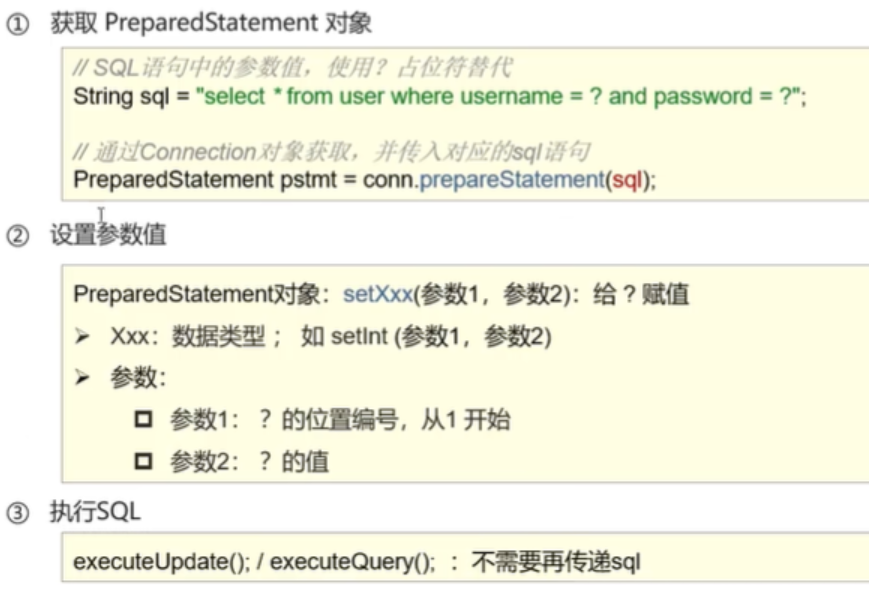 ① 获取 PreparedStatement 对象
// SQL语句中的参数值，使用？占位符替代
String sql = "select * from user where username = ? and password = ?";
// 通过Connection对象获取，并传入对应的sql语句
PreparedStatement pstmt = conn.prepareStatement(sql);
② 设置参数值
PreparedStatement对象：setXxx(参数1，参数2)：给 ? 赋值
➢ Xxx：数据类型 ； 如 setInt (参数1，参数2)
➢ 参数：
参数1： ？的位置编号，从1 开始
参数2： ？的值
③ 执行SQL
executeUpdate(); / executeQuery(); ：不需要再传递sql